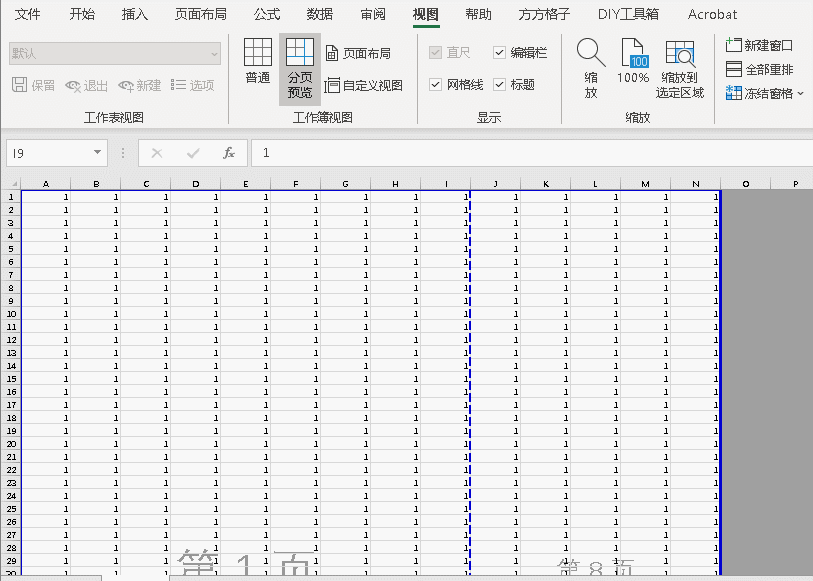 文件 开始 插入 页面布局 公式 数据 审阅 视图 帮助 方方格子 DIY工具箱 Acrobat
默认
保留 退出 新建 选项
工作表视图
普通 分页预览 页面布局 自定义视图
工作簿视图
直尺 编辑栏
网格线 标题
显示
缩放 100 100% 缩放到选定区域
缩放
新建窗口
全部重排
冻结窗格
I9 fx 1
A B C D E F G H I J K L M N O P
1 1 1 1 1 1 1 1 1 1 1 1 1 1 1
2 1 1 1 1 1 1 1 1 1 1 1 1 1 1
3 1 1 1 1 1 1 1 1 1 1 1 1 1 1
4 1 1 1 1 1 1 1 1 1 1 1 1 1 1
5 1 1 1 1 1 1 1 1 1 1 1 1 1 1
6 1 1 1 1 1 1 1 1 1 1 1 1 1 1
7 1 1 1 1 1 1 1 1 1 1 1 1 1 1
8 1 1 1 1 1 1 1 1 1 1 1 1 1 1
9 1 1 1 1 1 1 1 1 1 1 1 1 1 1
10 1 1 1 1 1 1 1 1 1 1 1 1 1 1
11 1 1 1 1 1 1 1 1 1 1 1 1 1 1
12 1 1 1 1 1 1 1 1 1 1 1 1 1 1
13 1 1 1 1 1 1 1 1 1 1 1 1 1 1
14 1 1 1 1 1 1 1 1 1 1 1 1 1 1
15 1 1 1 1 1 1 1 1 1 1 1 1 1 1
16 1 1 1 1 1 1 1 1 1 1 1 1 1 1
17 1 1 1 1 1 1 1 1 1 1 1 1 1 1
18 1 1 1 1 1 1 1 1 1 1 1 1 1 1
19 1 1 1 1 1 1 1 1 1 1 1 1 1 1
20 1 1 1 1 1 1 1 1 1 1 1 1 1 1
21 1 1 1 1 1 1 1 1 1 1 1 1 1 1
22 1 1 1 1 1 1 1 1 1 1 1 1 1 1
23 1 1 1 1 1 1 1 1 1 1 1 1 1 1
24 1 1 1 1 1 1 1 1 1 1 1 1 1 1
25 1 1 1 1 1 1 1 1 1 1 1 1 1 1
26 1 1 1 1 1 1 1 1 1 1 1 1 1 1
27 1 1 1 1 1 1 1 1 1 1 1 1 1 1
28 1 1 1 1 1 1 1 1 1 1 1 1 1 1
29 1 1 1 1 1 1 1 1 1 1 1 1 1 1
第 1 页 第 8 页